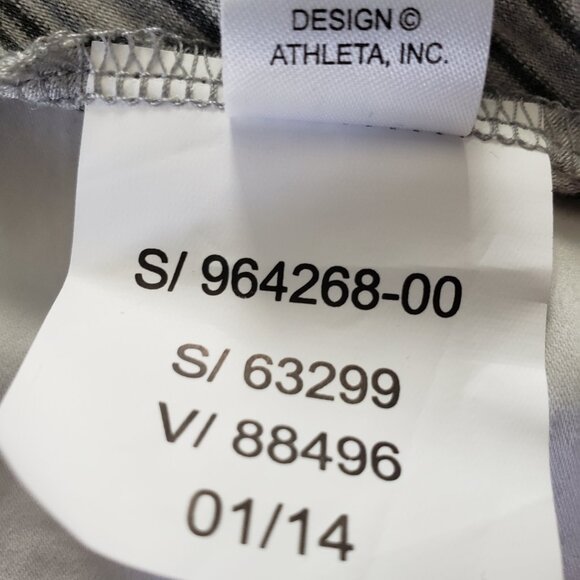 DESIGN ©
ATHLETA, INC.
S/ 964268-00
S/ 63299
V/ 88496
01/14